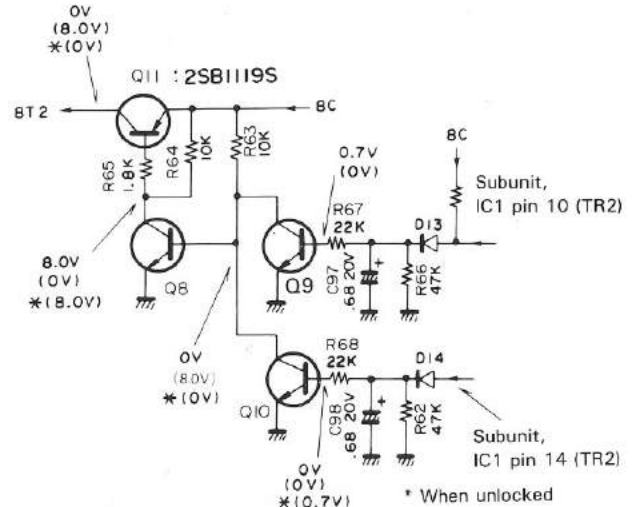 0V
(8.0V)
*(0V)
Q11 : 2SB1119S
8T2
8C
R65
1.8K
R64
10K
R63
10K
0.7V
(0V)
8C
Subunit,
IC1 pin 10 (TR2)
R67
22K
D13
8.0V
(0V)
*(8.0V)
Q8
Q9
C97
.68 20V
+
R66
47K
0V
(8.0V)
*(0V)
Q10
R68
22K
D14
C98
.68 20V
+
R62
47K
Subunit,
IC1 pin 14 (TR2)
0V
(0V)
*(0.7V)
* When unlocked